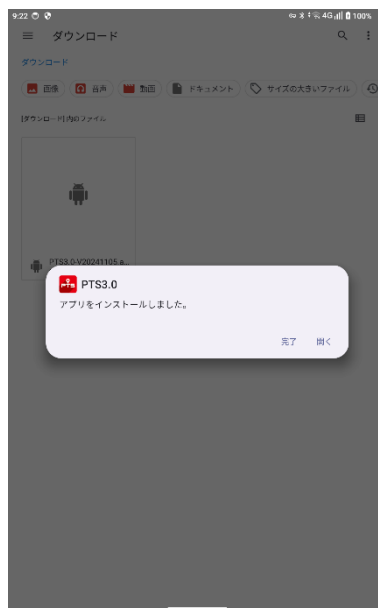 9:22
4G 100%
ダウンロード
ダウンロード
画像 音声 動画 ドキュメント サイズの大きいファイル
[ダウンロード] 内のファイル
PTS3.0-V20241105.e...
PTS
PTS3.0
アプリをインストールしました。
完了 開く